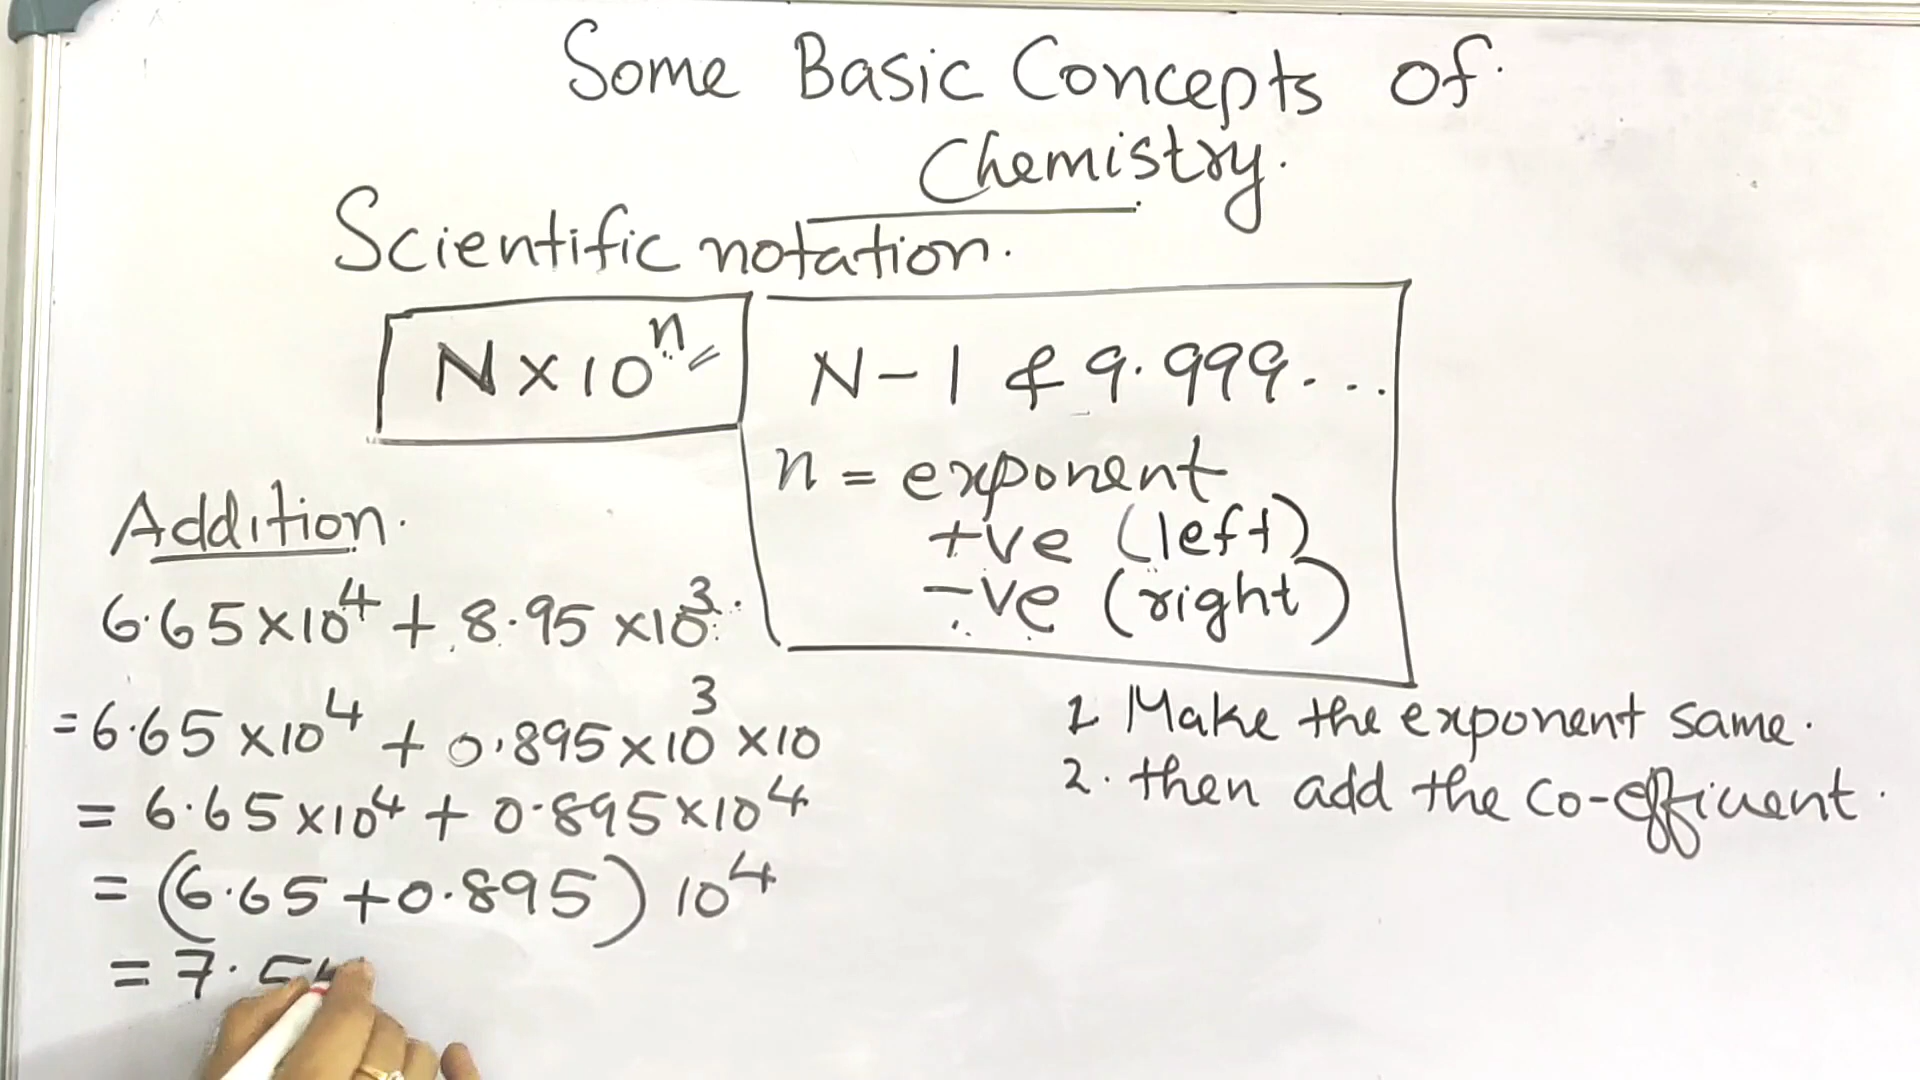 Some Basic Concepts of
Chemistry.
Scientific notation.
N×10ⁿ
N-1 & 9.999...
n = exponent
+ve (left)
-ve (right)
Addition.
6.65×10⁴ + 8.95×10³
= 6.65×10⁴ + 0.895×10³×10
= 6.65×10⁴ + 0.895×10⁴
= (6.65+0.895) 10⁴
= 7.54
1 Make the exponent same.
2. then add the co-efficient.